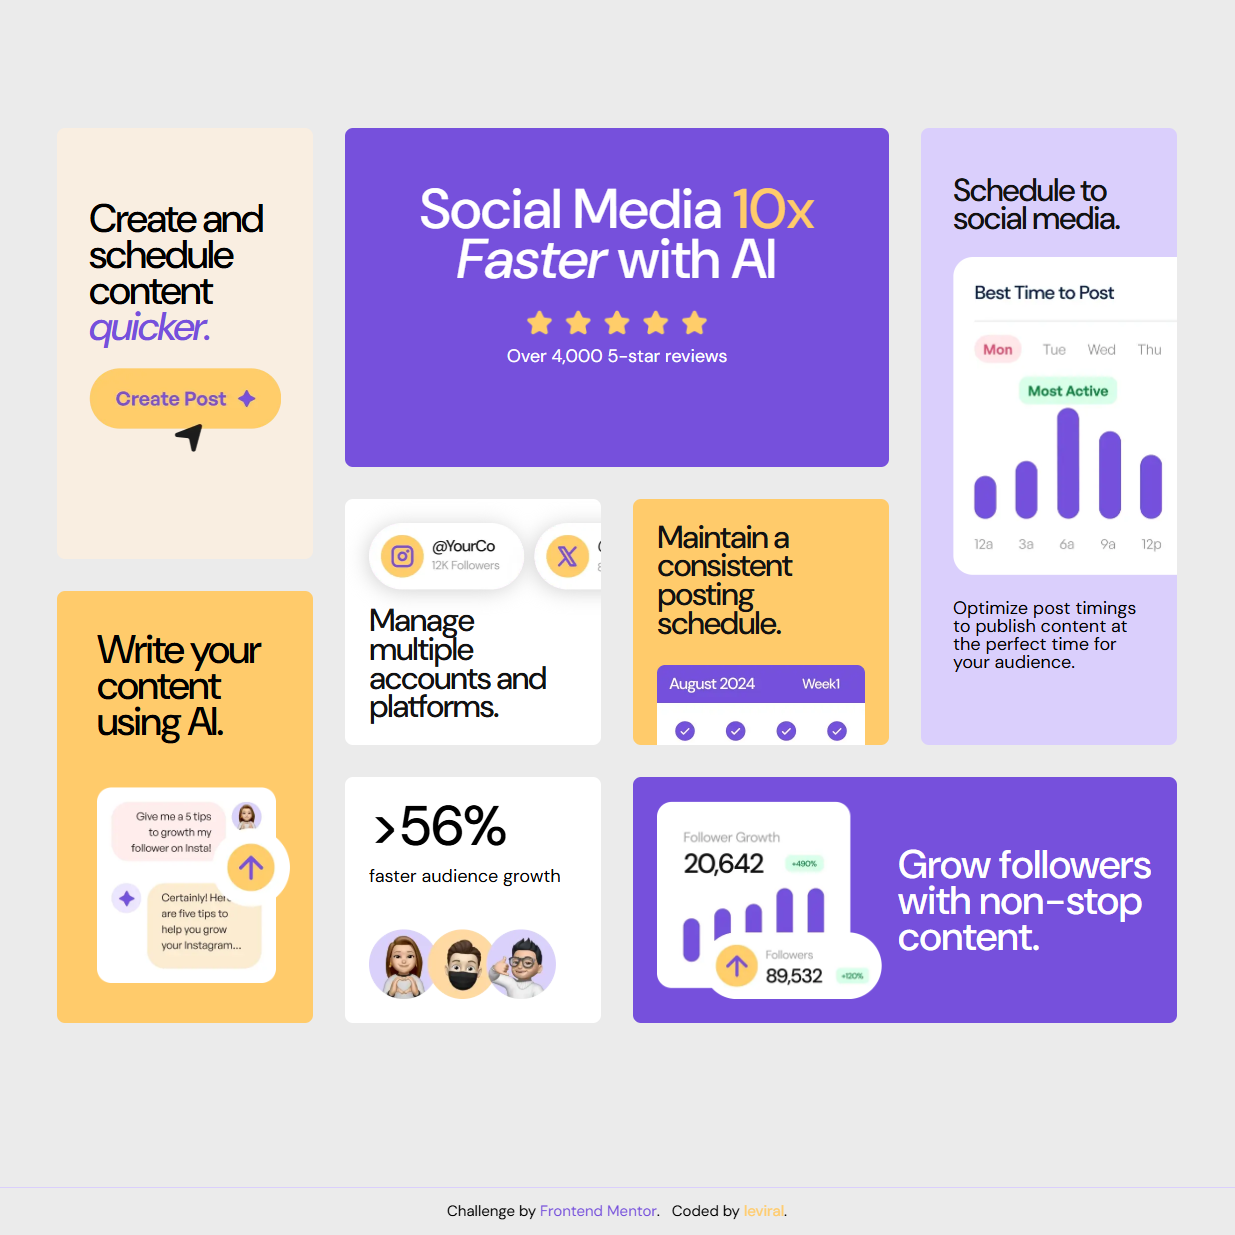 Create and
schedule
content
quicker.
Create Post
Social Media 10x
Faster with AI
Over 4,000 5-star reviews
Schedule to
social media.
Best Time to Post
Mon Tue Wed Thu
Most Active
12a 3a 6a 9a 12p
Optimize post timings
to publish content at
the perfect time for
your audience.
@YourCo
12K Followers
Manage
multiple
accounts and
platforms.
Maintain a
consistent
posting
schedule.
August 2024 Week1
Write your
content
using AI.
Give me a 5 tips
to growth my
follower on Insta!
Certainly! Here
are five tips to
help you grow
your Instagram...
>56%
faster audience growth
Follower Growth
20,642 +490%
Followers
89,532 +120%
Grow followers
with non-stop
content.
Challenge by Frontend Mentor. Coded by leviral.